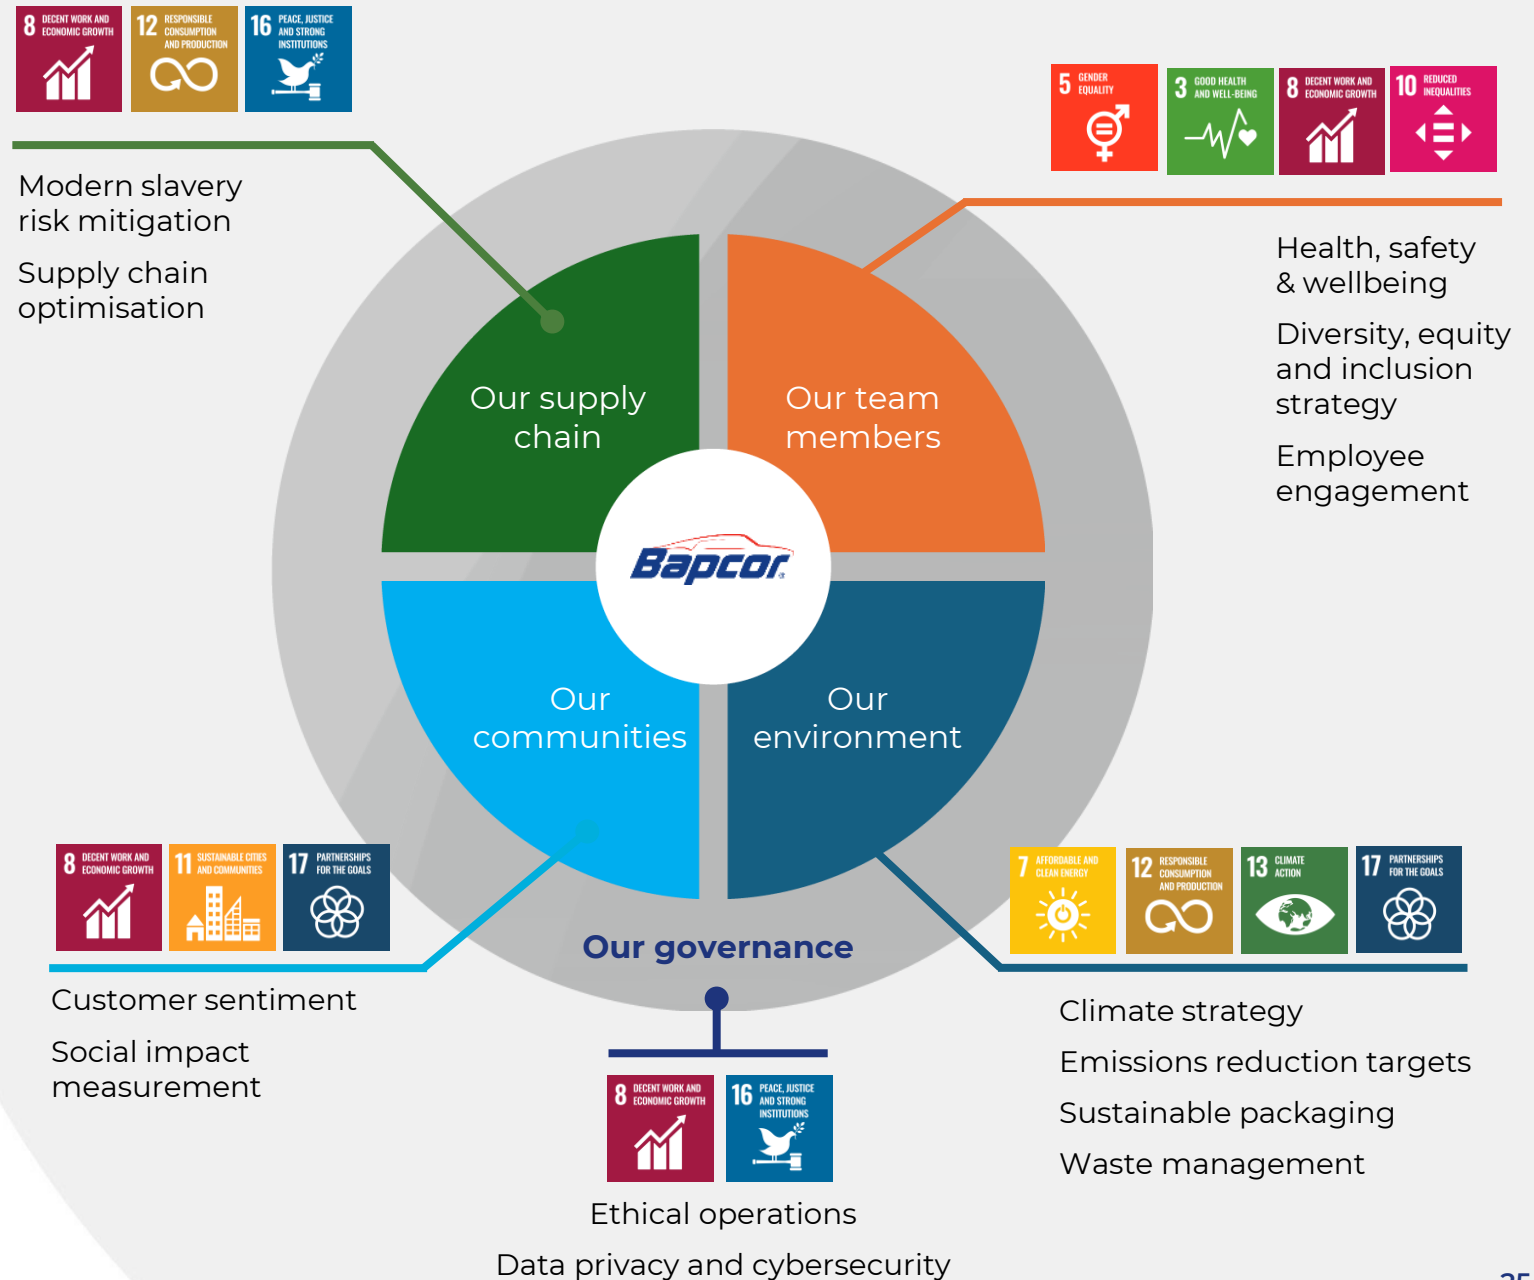 8 DECENT WORK AND
ECONOMIC GROWTH
12 RESPONSIBLE
CONSUMPTION
AND PRODUCTION
16 PEACE, JUSTICE
AND STRONG
INSTITUTIONS
Modern slavery
risk mitigation
Supply chain
optimisation
5 GENDER
EQUALITY
3 GOOD HEALTH
AND WELL-BEING
8 DECENT WORK AND
ECONOMIC GROWTH
10 REDUCED
INEQUALITIES
Health, safety
& wellbeing
Diversity, equity
and inclusion
strategy
Employee
engagement
Our supply
chain
Our team
members
Bapcor
Our
communities
Our
environment
8 DECENT WORK AND
ECONOMIC GROWTH
11 SUSTAINABLE CITIES
AND COMMUNITIES
17 PARTNERSHIPS
FOR THE GOALS
Customer sentiment
Social impact
measurement
7 AFFORDABLE AND
CLEAN ENERGY
12 RESPONSIBLE
CONSUMPTION
AND PRODUCTION
13 CLIMATE
ACTION
17 PARTNERSHIPS
FOR THE GOALS
Climate strategy
Emissions reduction targets
Sustainable packaging
Waste management
Our governance
8 DECENT WORK AND
ECONOMIC GROWTH
16 PEACE, JUSTICE
AND STRONG
INSTITUTIONS
Ethical operations
Data privacy and cybersecurity